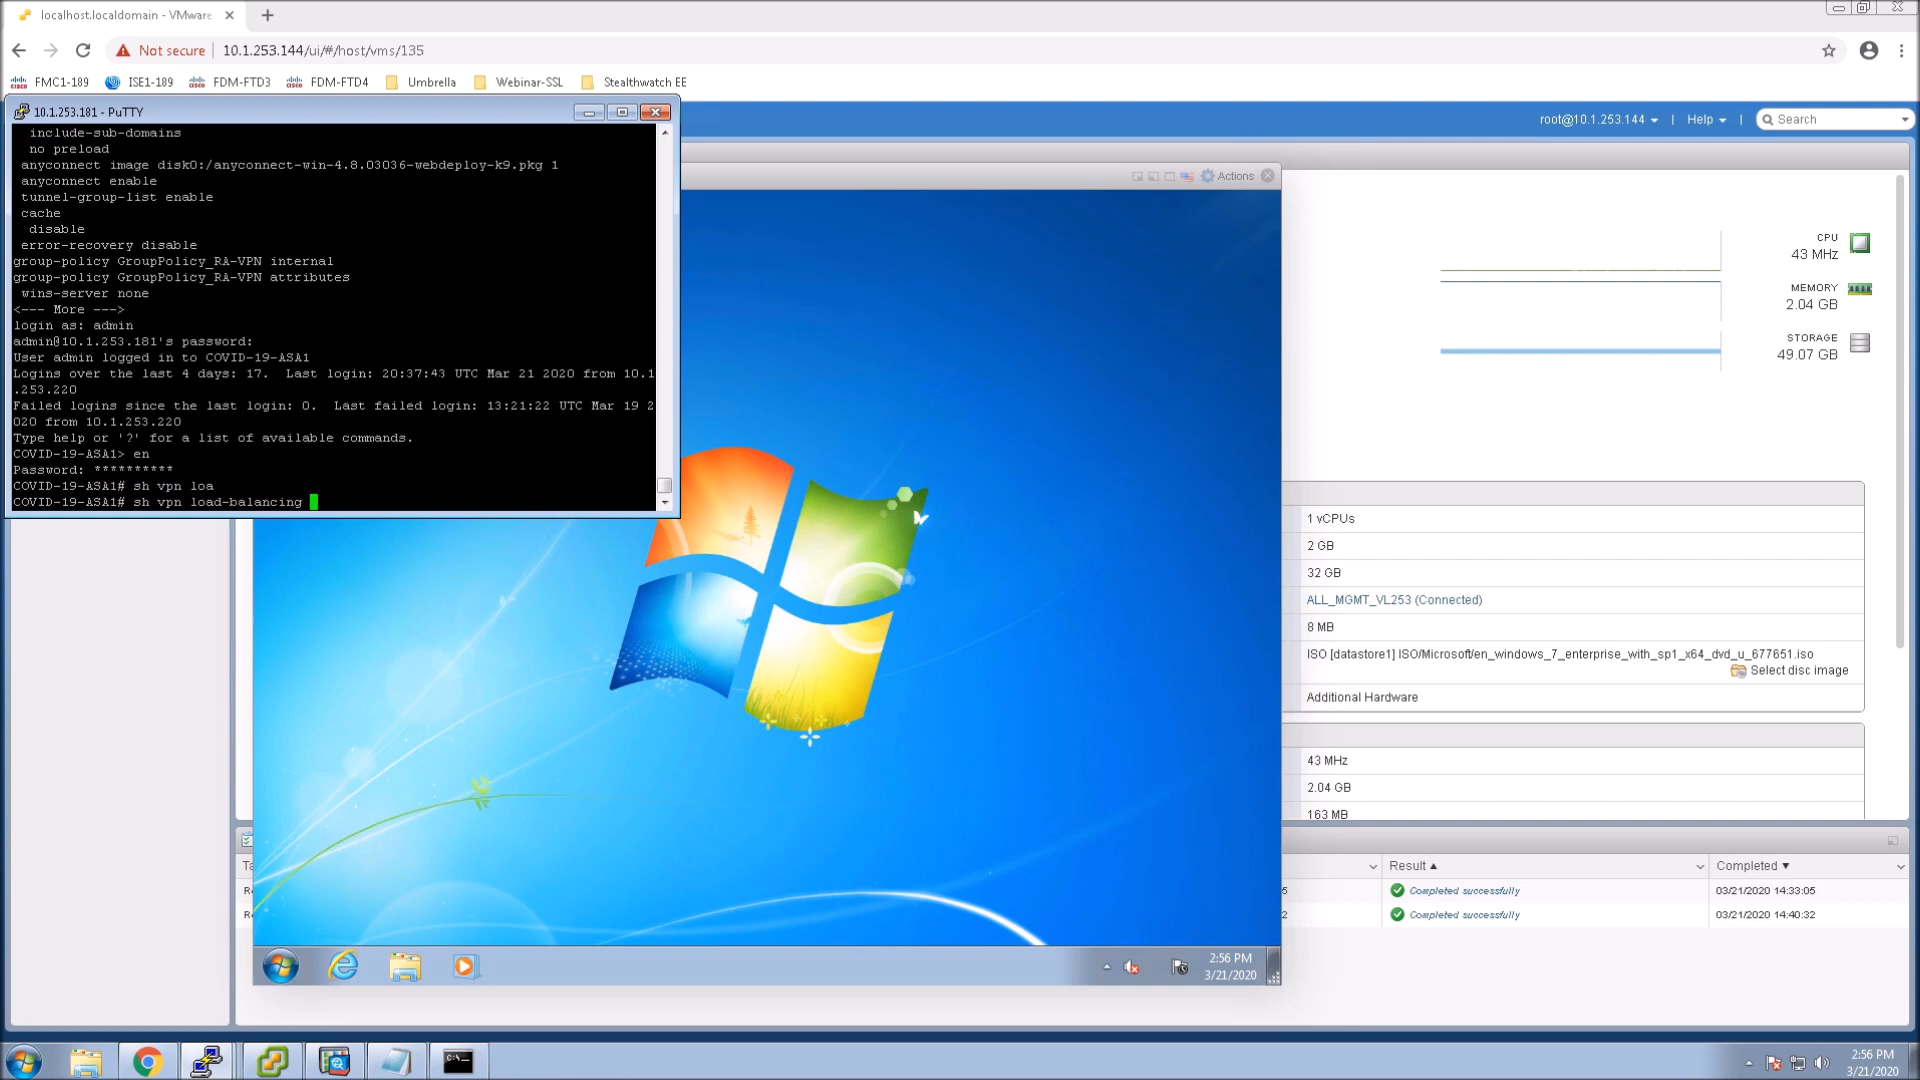 localhost.localdomain - VMware
Not secure
10.1.253.144/ui/#/host/vms/135
FMC1-189
ISE1-189
FDM-FTD3
FDM-FTD4
Umbrella
Webinar-SSL
Stealthwatch EE
10.1.253.181 - PuTTY
include-sub-domains
no preload
anyconnect image disk0:/anyconnect-win-4.8.03036-webdeploy-k9.pkg 1
anyconnect enable
tunnel-group-list enable
cache
disable
error-recovery disable
group-policy GroupPolicy_RA-VPN internal
group-policy GroupPolicy_RA-VPN attributes
wins-server none
<--- More --->
login as: admin
admin@10.1.253.181's password:
User admin logged in to COVID-19-ASA1
Logins over the last 4 days: 17.  Last login: 20:37:43 UTC Mar 21 2020 from 10.1
.253.220
Failed logins since the last login: 0.  Last failed login: 13:21:22 UTC Mar 19 2
020 from 10.1.253.220
Type help or '?' for a list of available commands.
COVID-19-ASA1> en
Password: **********
COVID-19-ASA1# sh vpn loa
COVID-19-ASA1# sh vpn load-balancing
root@10.1.253.144
Help
Search
Actions
CPU
43 MHz
MEMORY
2.04 GB
STORAGE
49.07 GB
1 vCPUs
2 GB
32 GB
ALL_MGMT_VL253 (Connected)
8 MB
ISO [datastore1] ISO/Microsoft/en_windows_7_enterprise_with_sp1_x64_dvd_u_677651.iso
Select disc image
Additional Hardware
43 MHz
2.04 GB
163 MB
Result
Completed
5
Completed successfully
03/21/2020 14:33:05
2
Completed successfully
03/21/2020 14:40:32
2:56 PM
3/21/2020
2:56 PM
3/21/2020